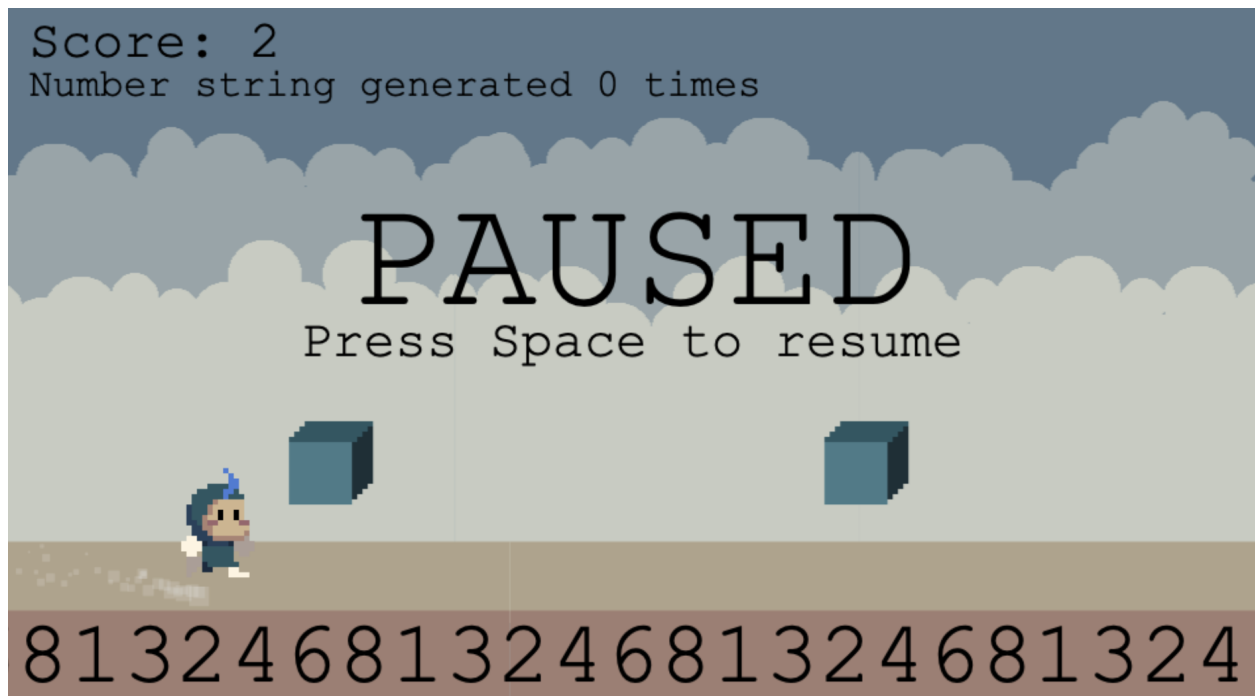 Score: 2
Number string generated 0 times
PAUSED
Press Space to resume
81324681324681324681324